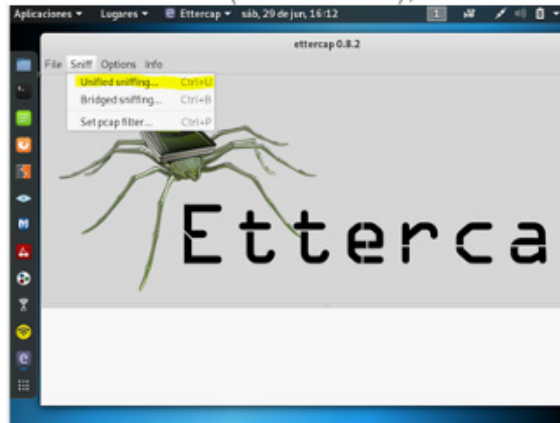 Aplicaciones Lugares Ettercap sáb, 29 de jun, 16:12 1
ettercap 0.8.2
File Sniff Options Info
Unified sniffing... Ctrl+U
Bridged sniffing... Ctrl+B
Set pcap filter... Ctrl+P
Etterca